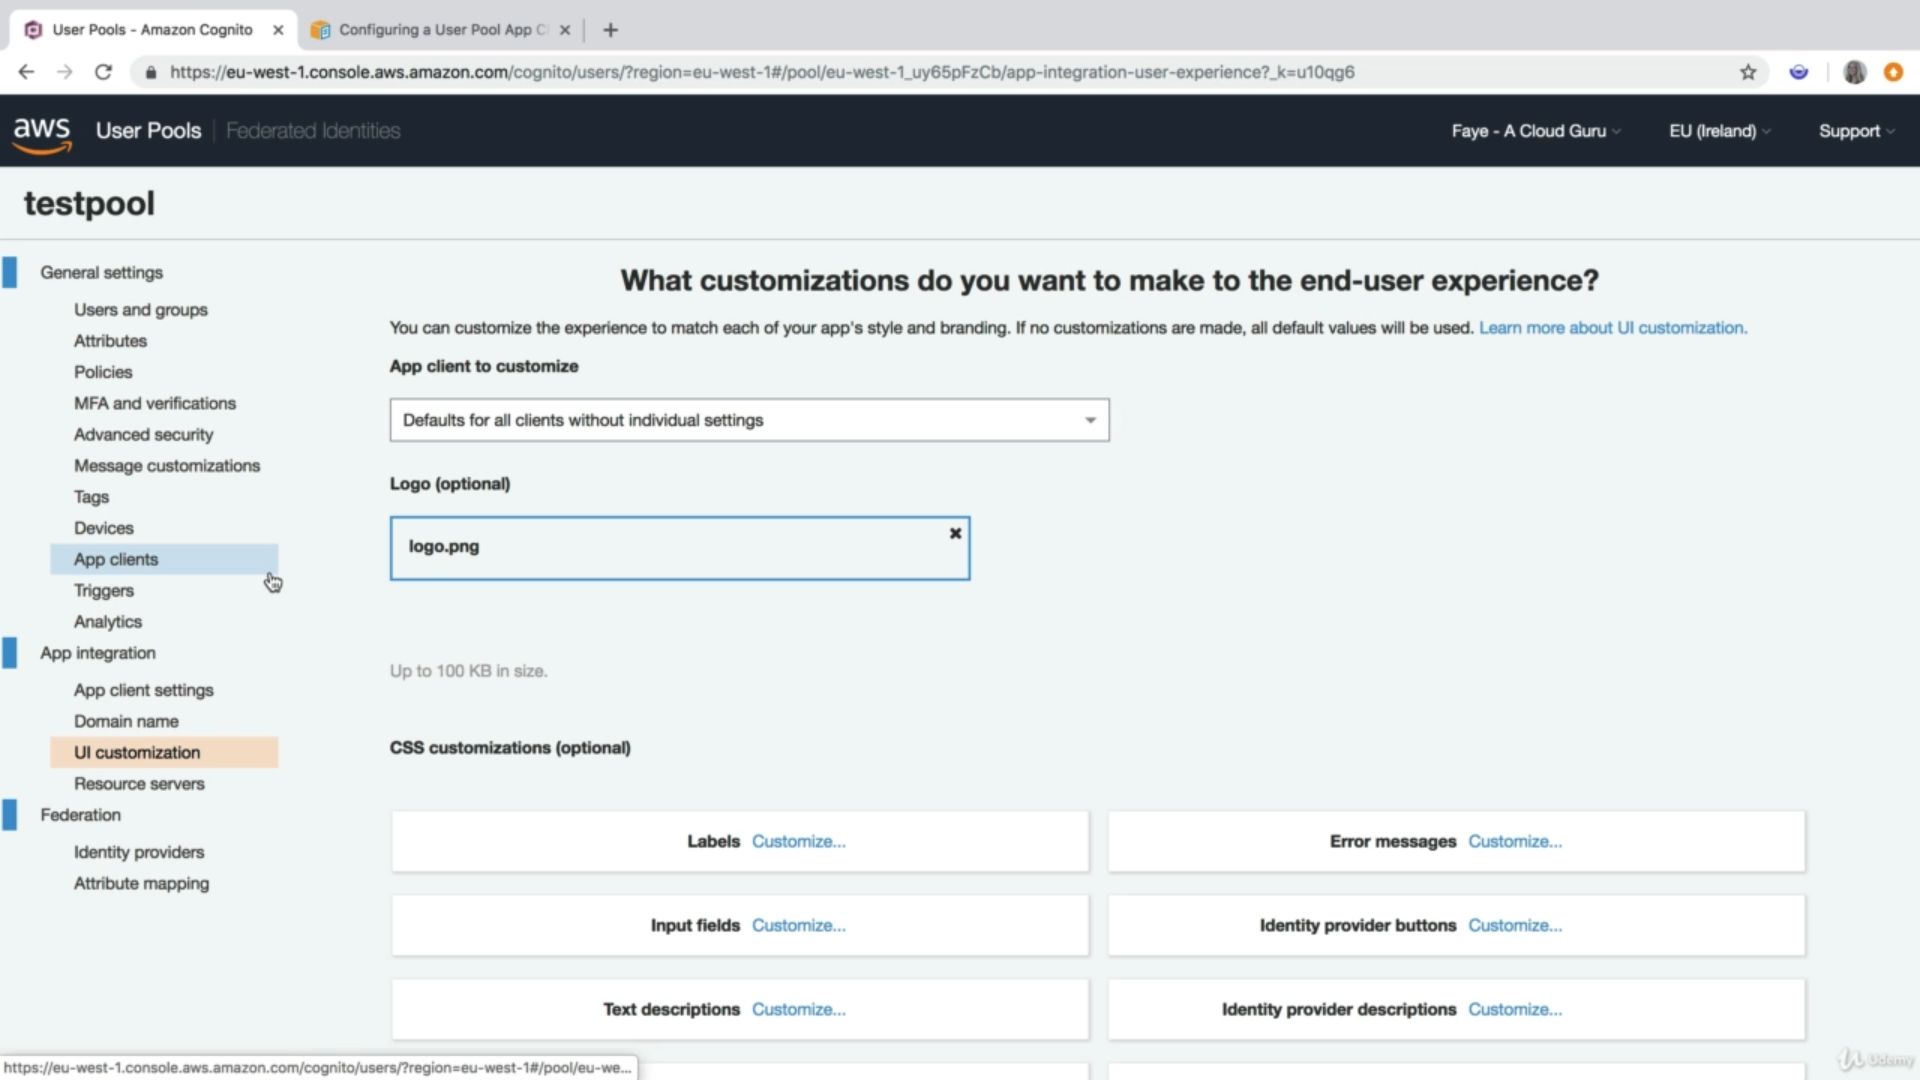 User Pools - Amazon Cognito
Configuring a User Pool App C
https://eu-west-1.console.aws.amazon.com/cognito/users/?region=eu-west-1#/pool/eu-west-1_uy65pFzCb/app-integration-user-experience?_k=u10qg6
aws
User Pools
Federated Identities
Faye - A Cloud Guru
EU (Ireland)
Support
testpool
General settings
Users and groups
Attributes
Policies
MFA and verifications
Advanced security
Message customizations
Tags
Devices
App clients
Triggers
Analytics
App integration
App client settings
Domain name
UI customization
Resource servers
Federation
Identity providers
Attribute mapping
What customizations do you want to make to the end-user experience?
You can customize the experience to match each of your app's style and branding. If no customizations are made, all default values will be used. Learn more about UI customization.
App client to customize
Defaults for all clients without individual settings
Logo (optional)
logo.png
Up to 100 KB in size.
CSS customizations (optional)
Labels Customize...
Error messages Customize...
Input fields Customize...
Identity provider buttons Customize...
Text descriptions Customize...
Identity provider descriptions Customize...
https://eu-west-1.console.aws.amazon.com/cognito/users/?region=eu-west-1#/pool/eu-we...
Udemy